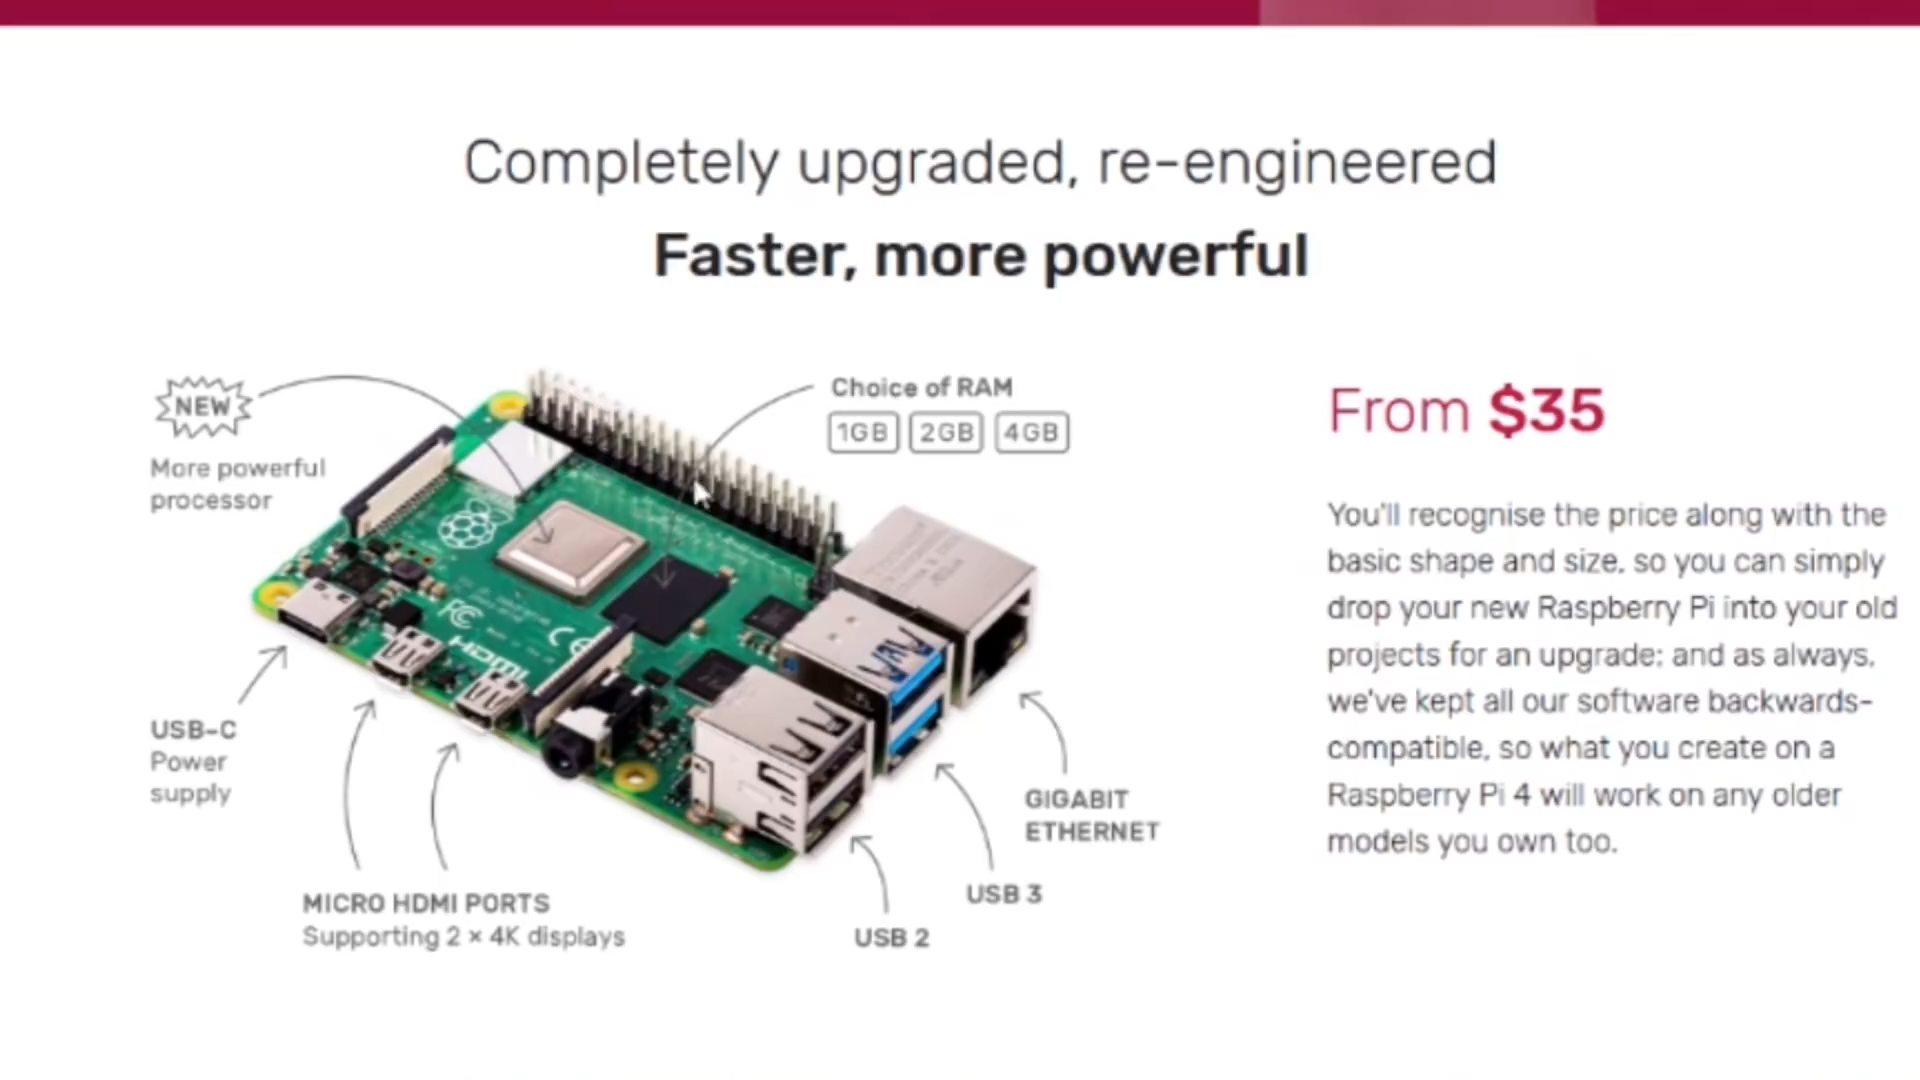 Completely upgraded, re-engineered
Faster, more powerful
NEW
More powerful
processor
Choice of RAM
1GB 2GB 4GB
USB-C
Power
supply
MICRO HDMI PORTS
Supporting 2 × 4K displays
USB 2
USB 3
GIGABIT
ETHERNET
FC
CE
HDMI
From $35
You'll recognise the price along with the
basic shape and size, so you can simply
drop your new Raspberry Pi into your old
projects for an upgrade; and as always,
we've kept all our software backwards-
compatible, so what you create on a
Raspberry Pi 4 will work on any older
models you own too.